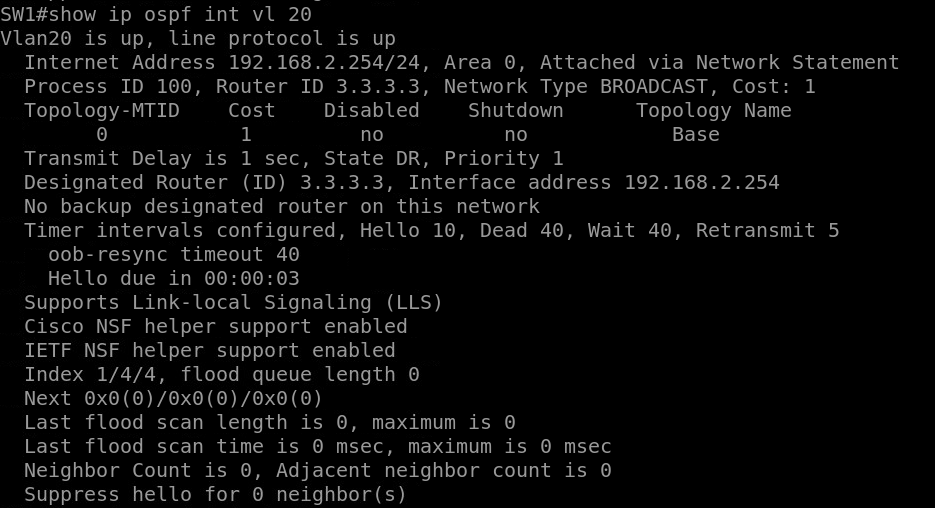 SW1#show ip ospf int vl 20
Vlan20 is up, line protocol is up
  Internet Address 192.168.2.254/24, Area 0, Attached via Network Statement
  Process ID 100, Router ID 3.3.3.3, Network Type BROADCAST, Cost: 1
  Topology-MTID    Cost    Disabled    Shutdown      Topology Name
        0           1         no          no            Base
  Transmit Delay is 1 sec, State DR, Priority 1
  Designated Router (ID) 3.3.3.3, Interface address 192.168.2.254
  No backup designated router on this network
  Timer intervals configured, Hello 10, Dead 40, Wait 40, Retransmit 5
    oob-resync timeout 40
    Hello due in 00:00:03
  Supports Link-local Signaling (LLS)
  Cisco NSF helper support enabled
  IETF NSF helper support enabled
  Index 1/4/4, flood queue length 0
  Next 0x0(0)/0x0(0)/0x0(0)
  Last flood scan length is 0, maximum is 0
  Last flood scan time is 0 msec, maximum is 0 msec
  Neighbor Count is 0, Adjacent neighbor count is 0
  Suppress hello for 0 neighbor(s)